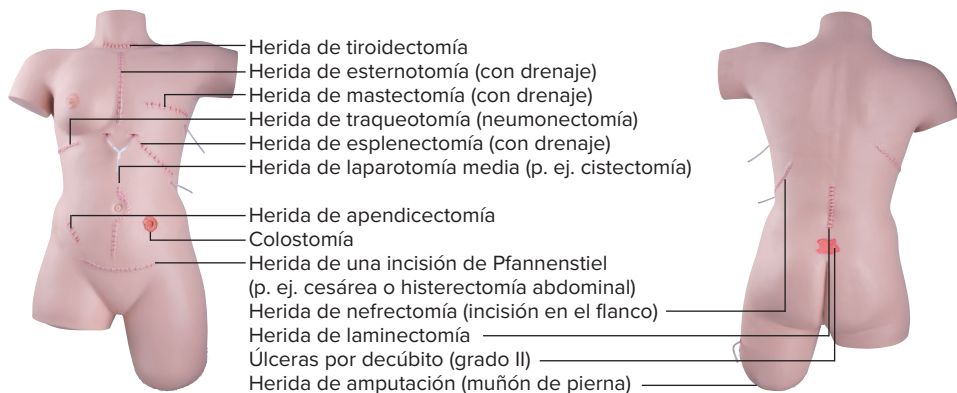 Herida de tiroidectomía
Herida de esternotomía (con drenaje)
Herida de mastectomía (con drenaje)
Herida de traqueotomía (neumonectomía)
Herida de esplenectomía (con drenaje)
Herida de laparotomía media (p. ej. cistectomía)
Herida de apendicectomía
Colostomía
Herida de una incisión de Pfannenstiel
(p. ej. cesárea o histerectomía abdominal)
Herida de nefrectomía (incisión en el flanco)
Herida de laminectomía
Úlceras por decúbito (grado II)
Herida de amputación (muñón de pierna)